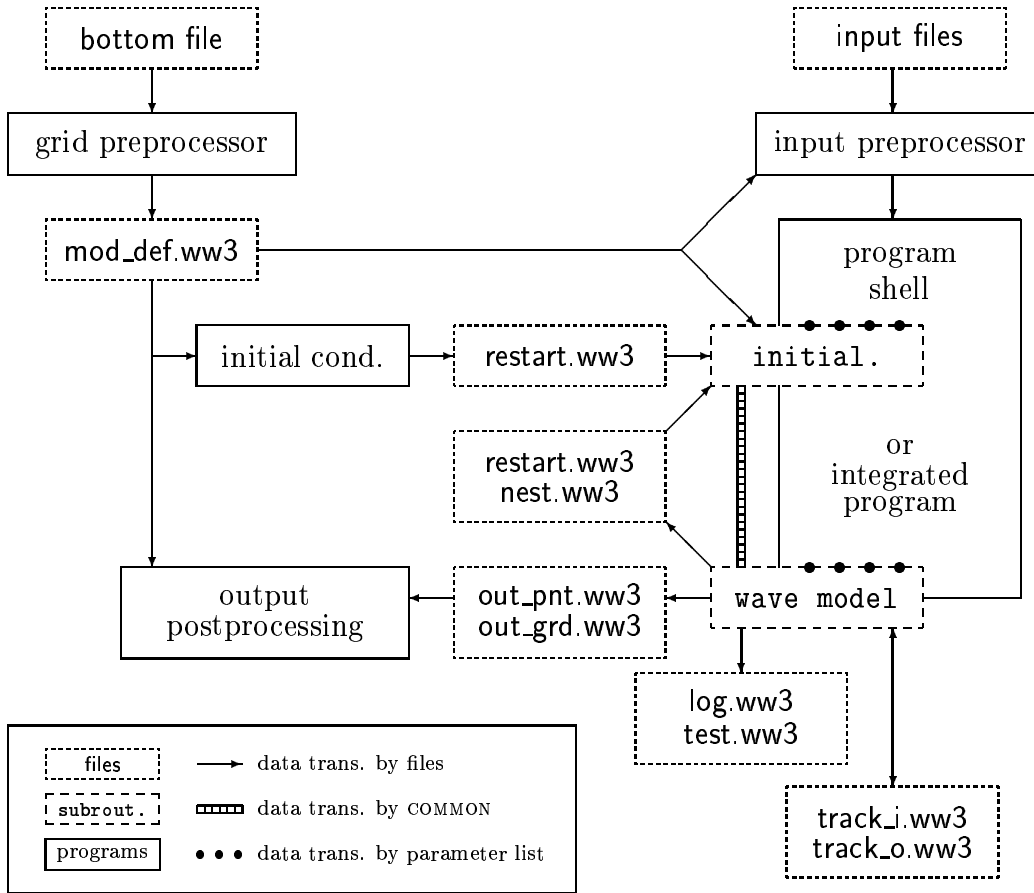 bottom file
input files
grid preprocessor
input preprocessor
mod_def.ww3
program
shell
initial cond.
restart.ww3
initial.
restart.ww3
nest.ww3
or
integrated
program
output
postprocessing
out_pnt.ww3
out_grd.ww3
wave model
log.ww3
test.ww3
track_i.ww3
track_o.ww3
files
data trans. by files
subrout.
data trans. by COMMON
programs
data trans. by parameter list